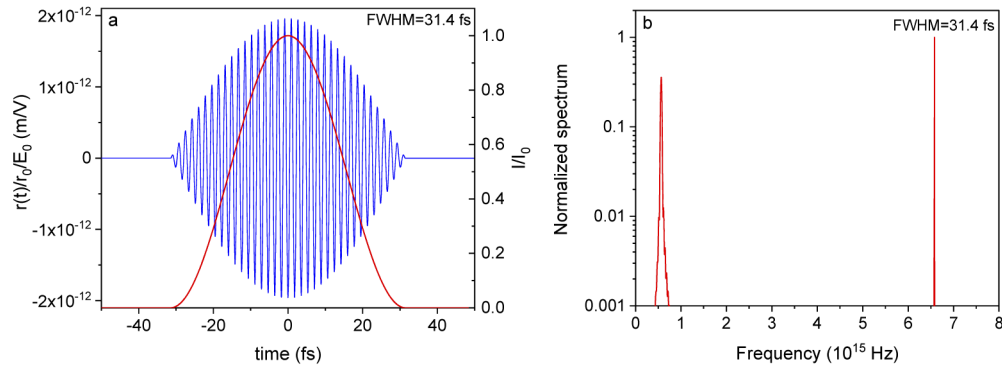 a
FWHM=31.4 fs
r(t)/r₀/E₀ (m/V)
2x10⁻¹²
1x10⁻¹²
0
-1x10⁻¹²
-2x10⁻¹²
I/I₀
1.0
0.8
0.6
0.4
0.2
0.0
-40 -20 0 20 40
time (fs)
b
FWHM=31.4 fs
Normalized spectrum
1
0.1
0.01
0.001
0 1 2 3 4 5 6 7 8
Frequency (10¹⁵ Hz)